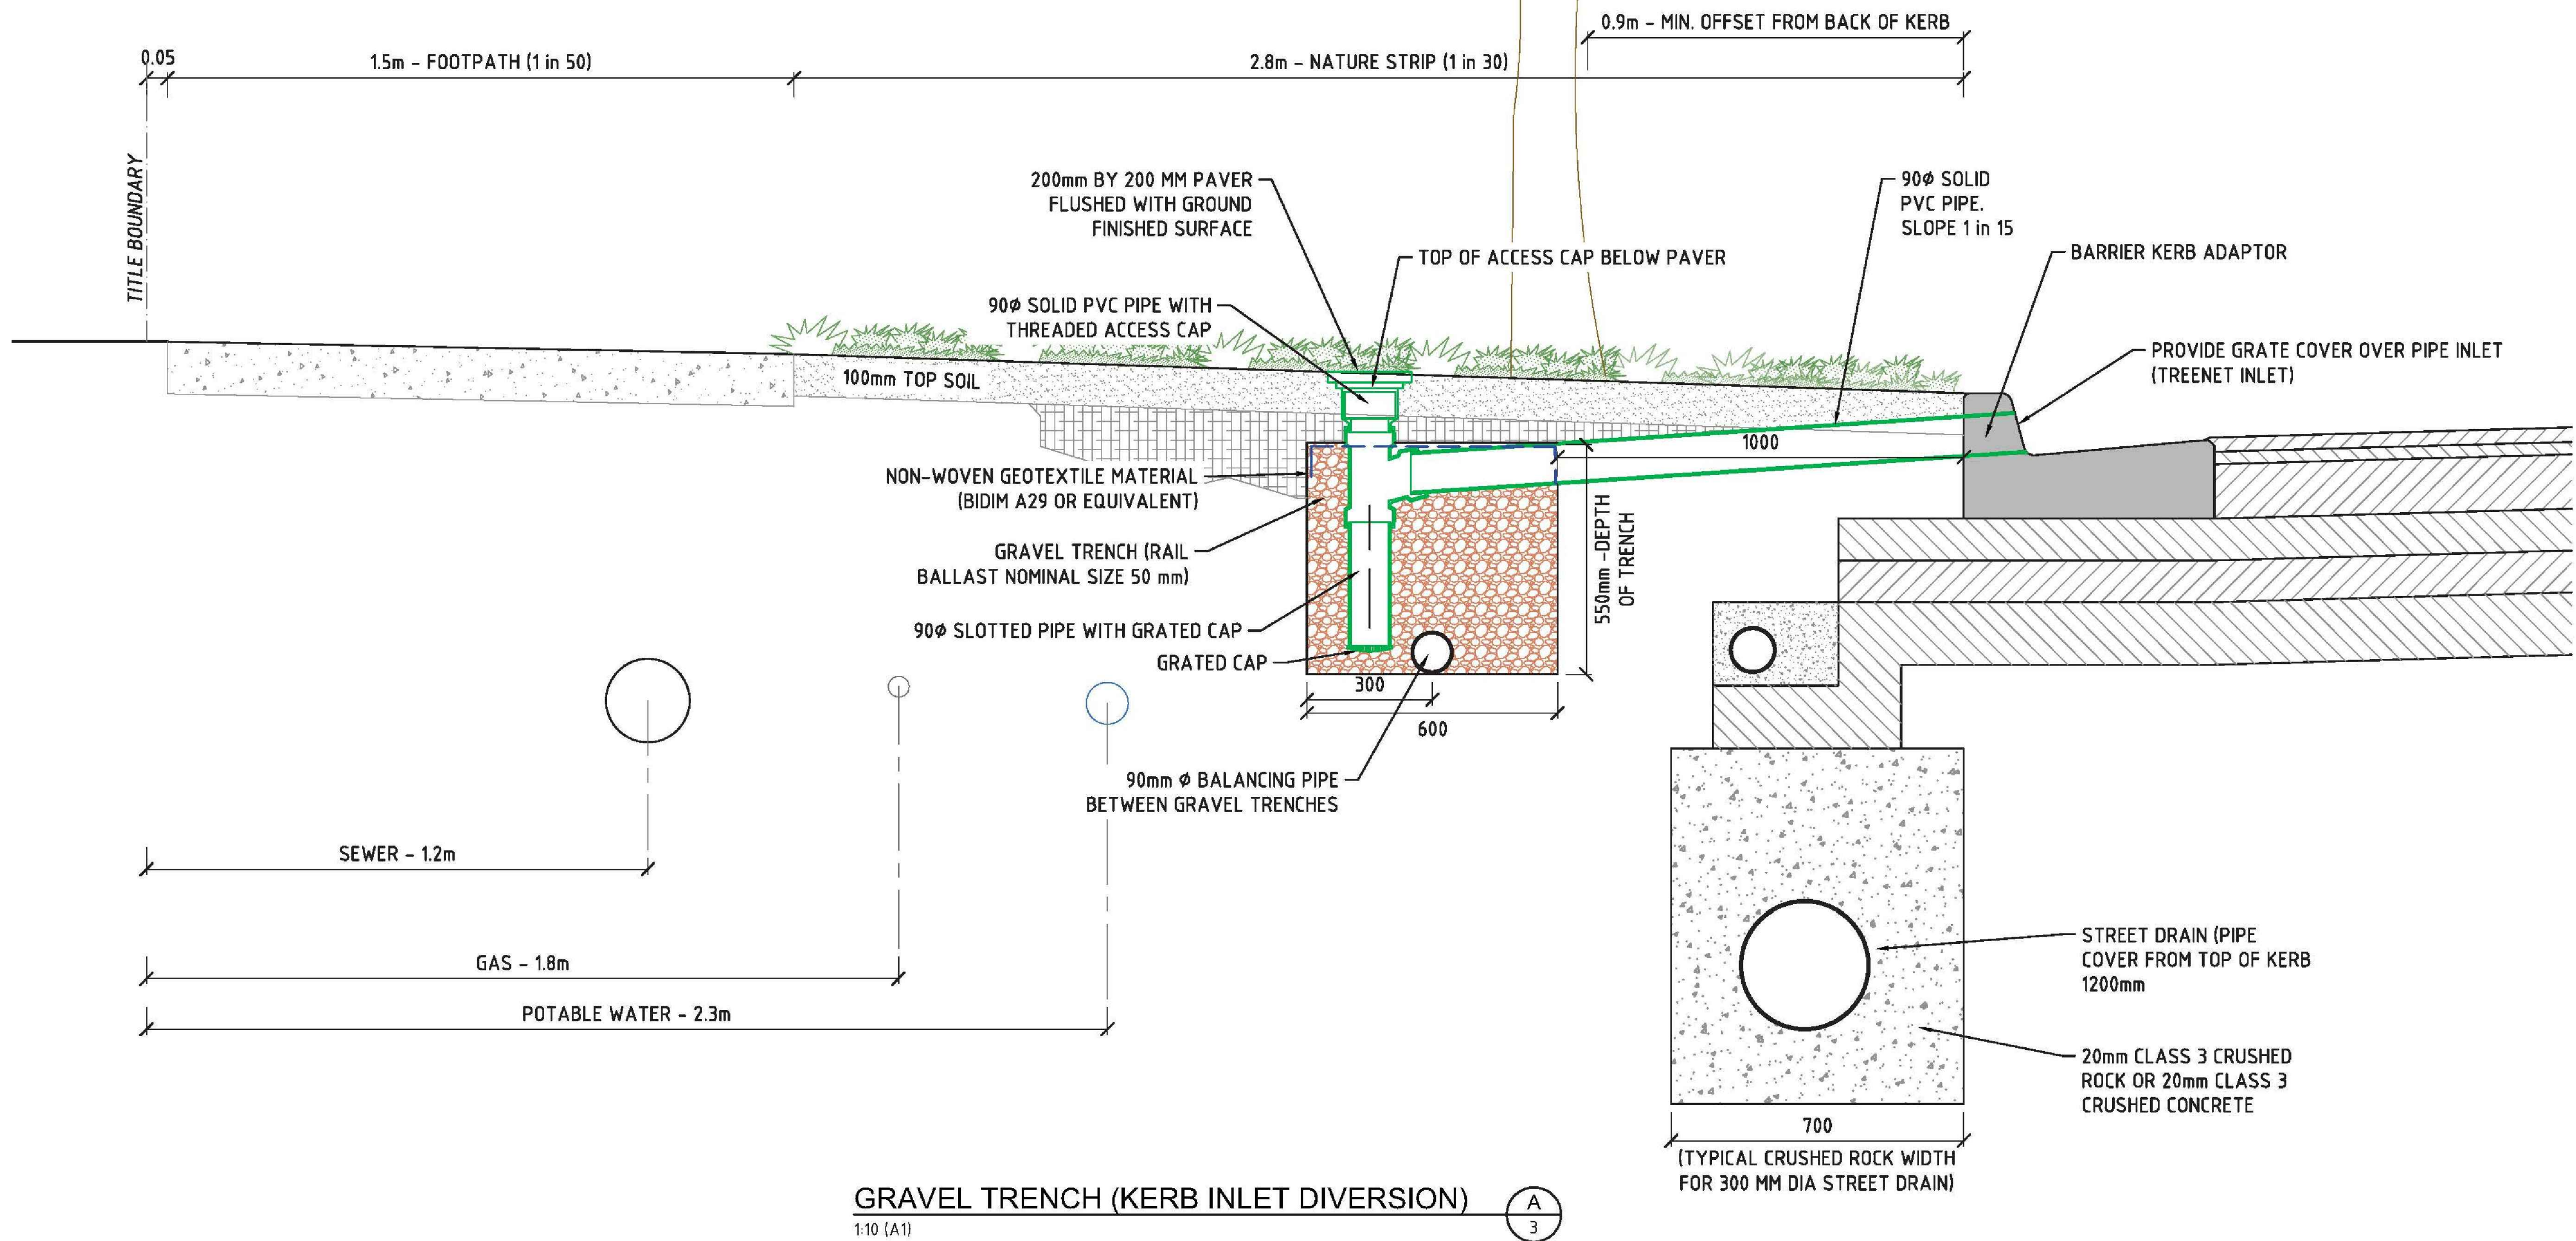 0.9m – MIN. OFFSET FROM BACK OF KERB
0.05
1.5m – FOOTPATH (1 in 50)
2.8m – NATURE STRIP (1 in 30)
TITLE BOUNDARY
200mm BY 200 MM PAVER
FLUSHED WITH GROUND
FINISHED SURFACE
90Ø SOLID
PVC PIPE.
SLOPE 1 in 15
TOP OF ACCESS CAP BELOW PAVER
BARRIER KERB ADAPTOR
90Ø SOLID PVC PIPE WITH
THREADED ACCESS CAP
PROVIDE GRATE COVER OVER PIPE INLET
(TREENET INLET)
100mm TOP SOIL
1000
NON-WOVEN GEOTEXTILE MATERIAL
(BIDIM A29 OR EQUIVALENT)
550mm -DEPTH
OF TRENCH
GRAVEL TRENCH (RAIL
BALLAST NOMINAL SIZE 50 mm)
90Ø SLOTTED PIPE WITH GRATED CAP
GRATED CAP
300
600
90mm Ø BALANCING PIPE
BETWEEN GRAVEL TRENCHES
SEWER – 1.2m
GAS – 1.8m
POTABLE WATER – 2.3m
STREET DRAIN (PIPE
COVER FROM TOP OF KERB
1200mm
20mm CLASS 3 CRUSHED
ROCK OR 20mm CLASS 3
CRUSHED CONCRETE
700
(TYPICAL CRUSHED ROCK WIDTH
FOR 300 MM DIA STREET DRAIN)
GRAVEL TRENCH (KERB INLET DIVERSION)
1:10 (A1)
A
3